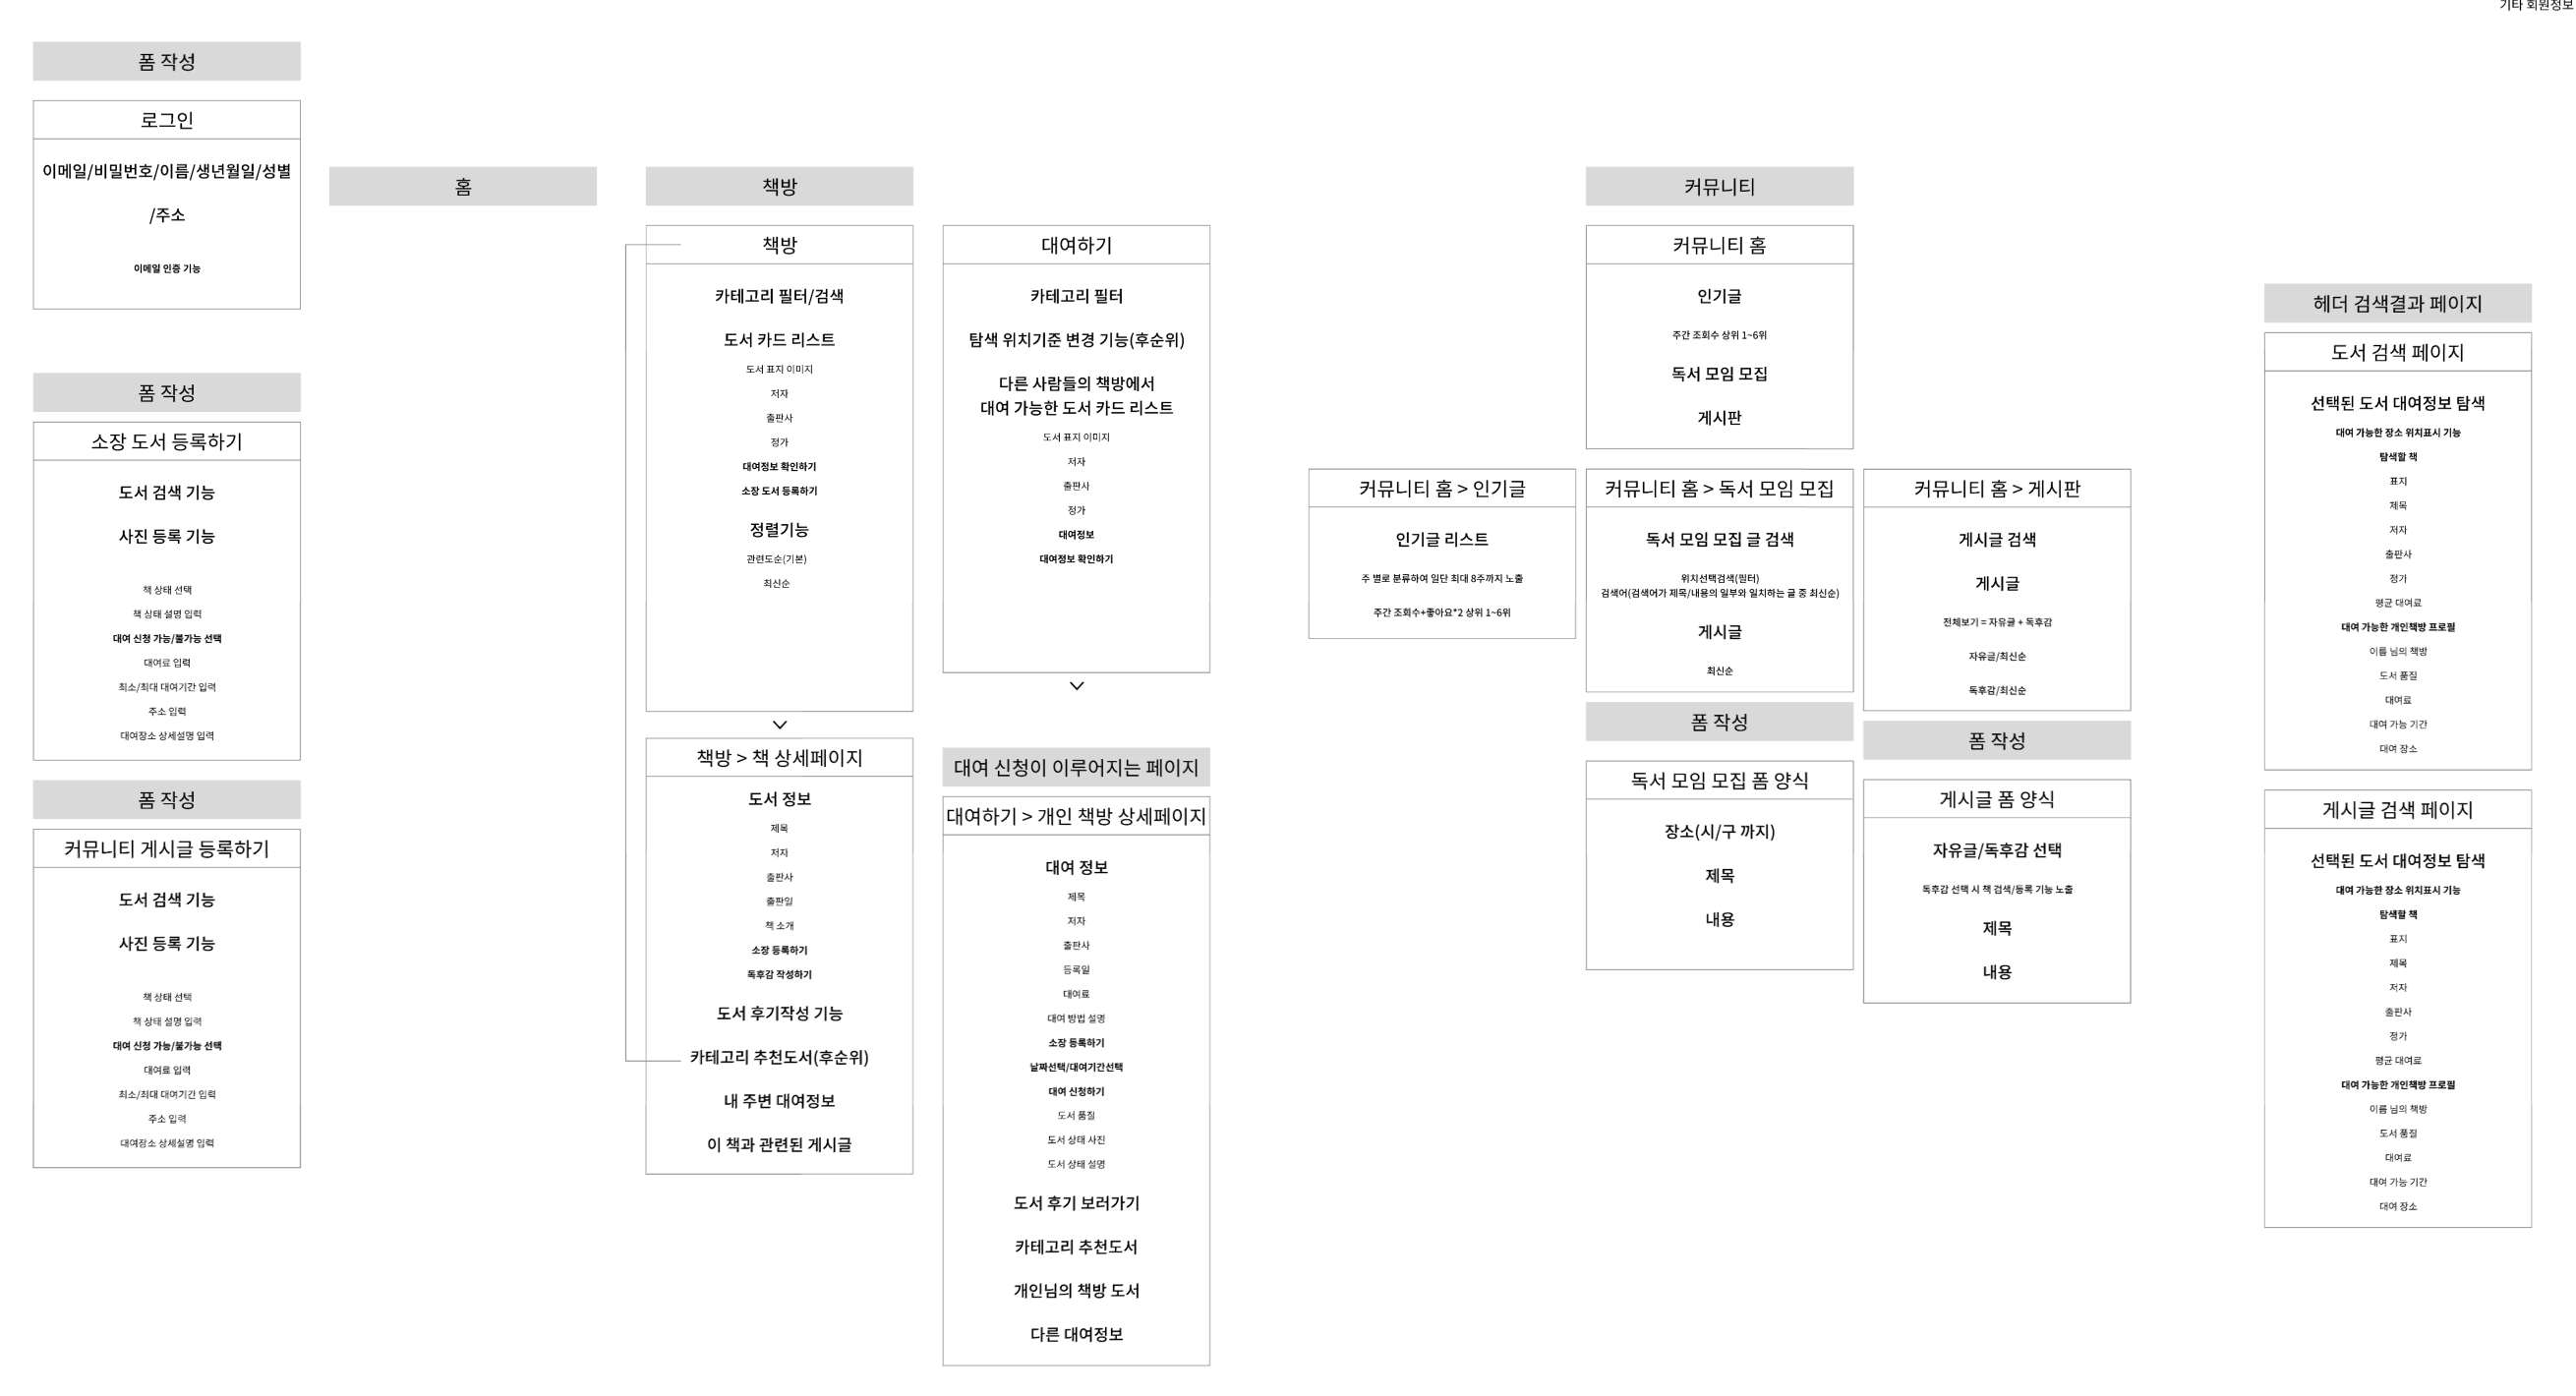 기타 회원정보
폼 작성
로그인
이메일/비밀번호/이름/생년월일/성별
/주소
이메일 인증 기능
폼 작성
소장 도서 등록하기
도서 검색 기능
사진 등록 기능
책 상태 선택
책 상태 설명 입력
대여 신청 가능/불가능 선택
대여료 입력
최소/최대 대여기간 입력
주소 입력
대여장소 상세설명 입력
폼 작성
커뮤니티 게시글 등록하기
도서 검색 기능
사진 등록 기능
책 상태 선택
책 상태 설명 입력
대여 신청 가능/불가능 선택
대여료 입력
최소/최대 대여기간 입력
주소 입력
대여장소 상세설명 입력
홈
책방
책방
카테고리 필터/검색
도서 카드 리스트
도서 표지 이미지
저자
출판사
정가
대여정보 확인하기
소장 도서 등록하기
정렬기능
관련도순(기본)
최신순
책방 > 책 상세페이지
도서 정보
제목
저자
출판사
출판일
책 소개
소장 등록하기
독후감 작성하기
도서 후기작성 기능
카테고리 추천도서(후순위)
내 주변 대여정보
이 책과 관련된 게시글
대여하기
카테고리 필터
탐색 위치기준 변경 기능(후순위)
다른 사람들의 책방에서
대여 가능한 도서 카드 리스트
도서 표지 이미지
저자
출판사
정가
대여정보
대여정보 확인하기
대여 신청이 이루어지는 페이지
대여하기 > 개인 책방 상세페이지
대여 정보
제목
저자
출판사
등록일
대여료
대여 방법 설명
소장 등록하기
날짜선택/대여기간선택
대여 신청하기
도서 품질
도서 상태 사진
도서 상태 설명
도서 후기 보러가기
카테고리 추천도서
개인님의 책방 도서
다른 대여정보
커뮤니티
커뮤니티 홈
인기글
주간 조회수 상위 1~6위
독서 모임 모집
게시판
커뮤니티 홈 > 인기글
인기글 리스트
주 별로 분류하여 일단 최대 8주까지 노출
주간 조회수+좋아요*2 상위 1~6위
커뮤니티 홈 > 독서 모임 모집
독서 모임 모집 글 검색
위치선택검색(필터)
검색어(검색어가 제목/내용의 일부와 일치하는 글 중 최신순)
게시글
최신순
폼 작성
독서 모임 모집 폼 양식
장소(시/구 까지)
제목
내용
커뮤니티 홈 > 게시판
게시글 검색
게시글
전체보기 = 자유글 + 독후감
자유글/최신순
독후감/최신순
폼 작성
게시글 폼 양식
자유글/독후감 선택
독후감 선택 시 책 검색/등록 기능 노출
제목
내용
헤더 검색결과 페이지
도서 검색 페이지
선택된 도서 대여정보 탐색
대여 가능한 장소 위치표시 기능
탐색할 책
표지
제목
저자
출판사
정가
평균 대여료
대여 가능한 개인책방 프로필
이름 님의 책방
도서 품질
대여료
대여 가능 기간
대여 장소
게시글 검색 페이지
선택된 도서 대여정보 탐색
대여 가능한 장소 위치표시 기능
탐색할 책
표지
제목
저자
출판사
정가
평균 대여료
대여 가능한 개인책방 프로필
이름 님의 책방
도서 품질
대여료
대여 가능 기간
대여 장소